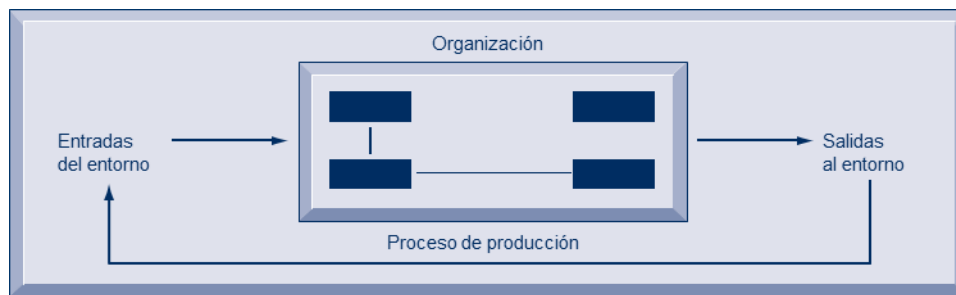 Organización
Entradas
del entorno
Salidas
al entorno
Proceso de producción